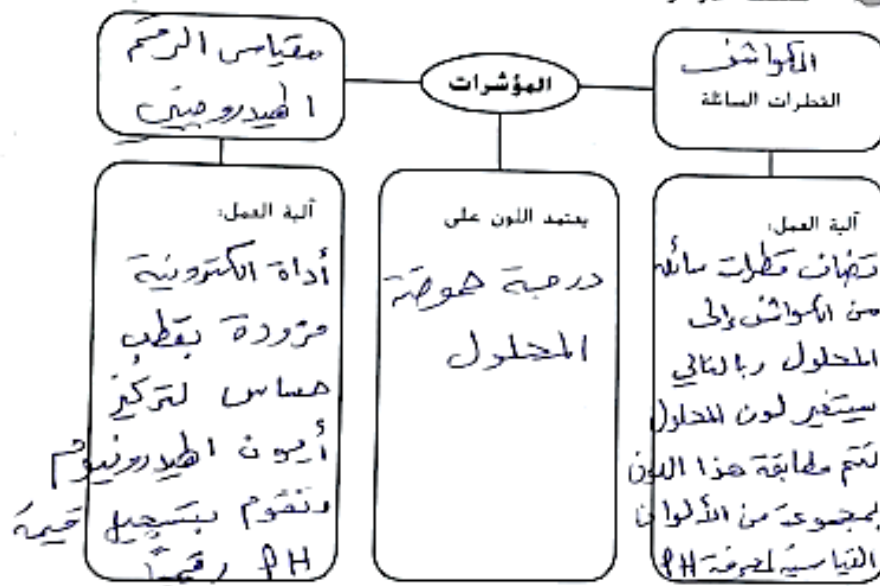 المؤشرات
الكواشف
القطرات السائلة
آلية العمل:
تضاف قطرات سائلة
من الكواشف إلى
المحلول وبالتالي
سيتغير لون المحلول
لتتم مطابقة هذا اللون
بمجموعة من الألوان
القياسية لمعرفة PH
يعتمد اللون على
درجة حموضة
المحلول
مقياس الرقم
الهيدروجيني
آلية العمل:
أداة الكترونية
مزودة بقطب
حساس لتركيز
أيون الهيدرونيوم
وتقوم بتسجيل قيمة
PH رقمياً